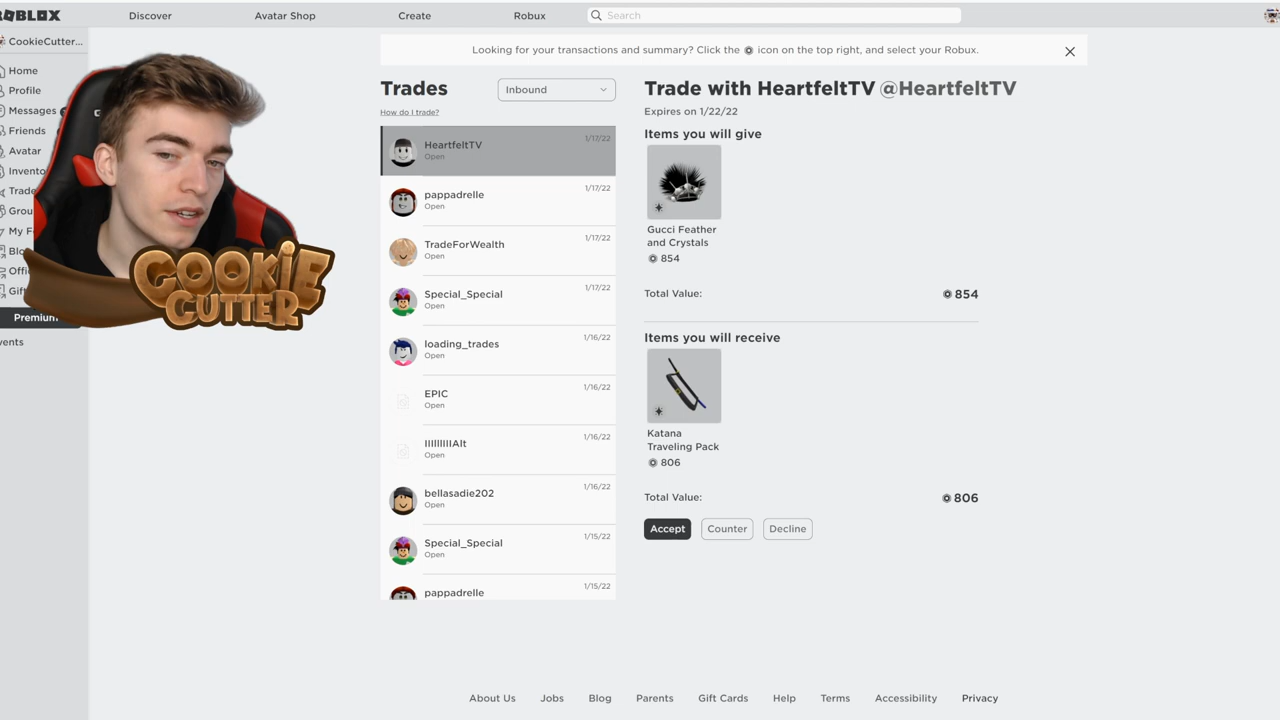 ROBLOX
Discover
Avatar Shop
Create
Robux
Search
CookieCutter...
Home
Profile
Messages
Friends
Avatar
Premium
COOKIE
CUTTER
Looking for your transactions and summary? Click the icon on the top right, and select your Robux.
Trades
Inbound
How do I trade?
HeartfeltTV
1/17/22
Open
pappadrelle
1/17/22
Open
TradeForWealth
1/17/22
Open
Special_Special
1/17/22
Open
loading_trades
1/16/22
Open
EPIC
1/16/22
Open
1/16/22
Open
bellasadie202
1/16/22
Open
Special_Special
1/15/22
Open
pappadrelle
1/15/22
Trade with HeartfeltTV @HeartfeltTV
Expires on 1/22/22
Items you will give
Gucci Feather
and Crystals
854
Total Value:
854
Items you will receive
Katana
Traveling Pack
806
Total Value:
806
Accept
Counter
Decline
About Us
Jobs
Blog
Parents
Gift Cards
Help
Terms
Accessibility
Privacy